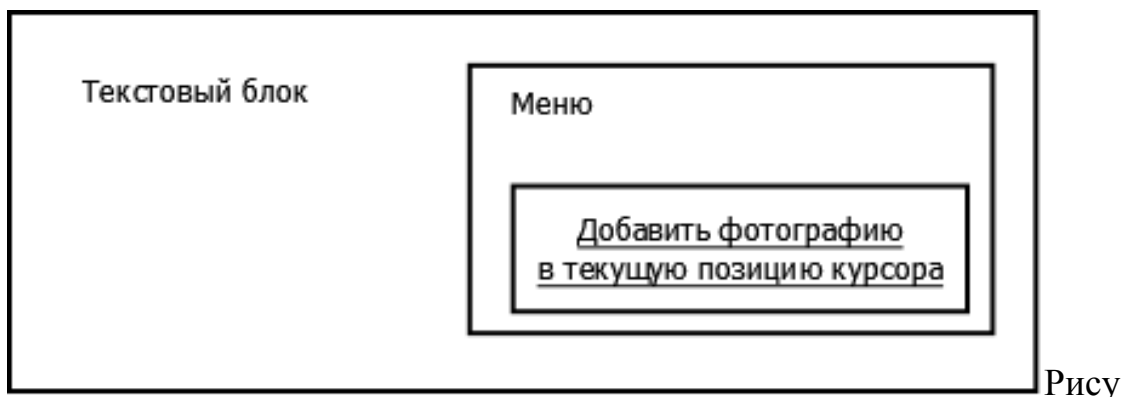 Текстовый блок
Меню
Добавить фотографию
в текущую позицию курсора
Рису